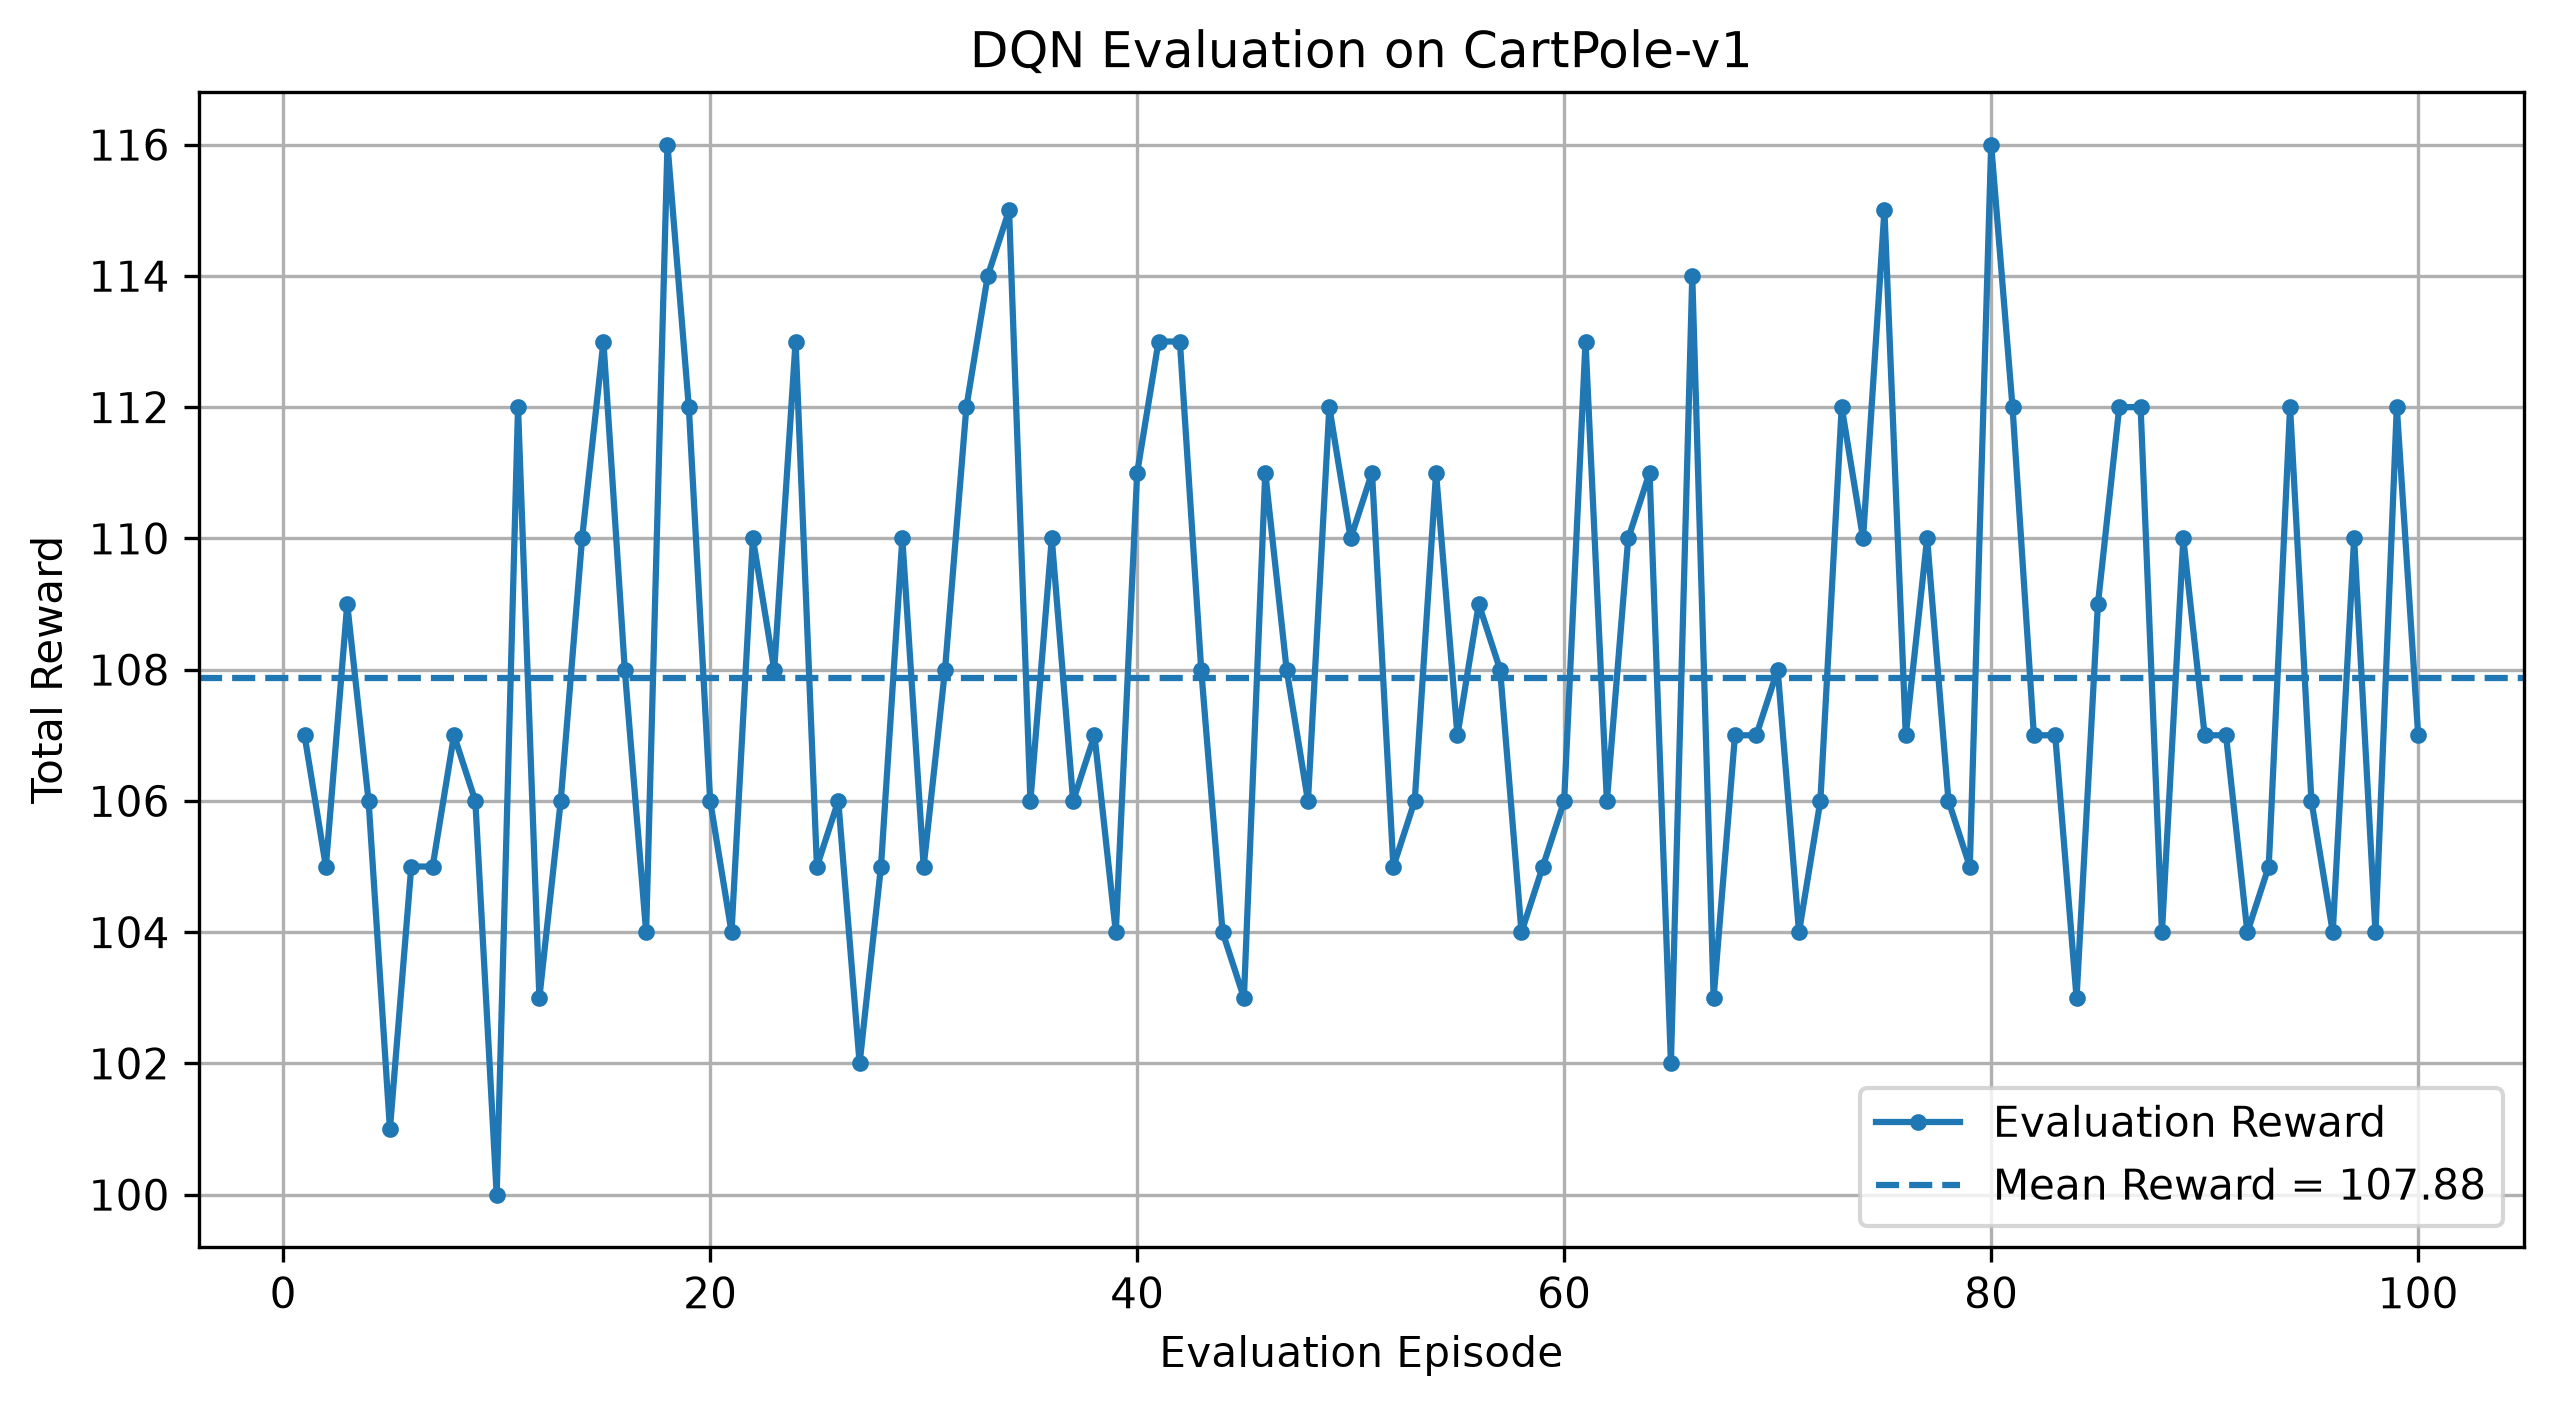 DQN Evaluation on CartPole-v1
Total Reward
116
114
112
110
108
106
104
102
100
0 20 40 60 80 100
Evaluation Episode
Evaluation Reward
Mean Reward = 107.88